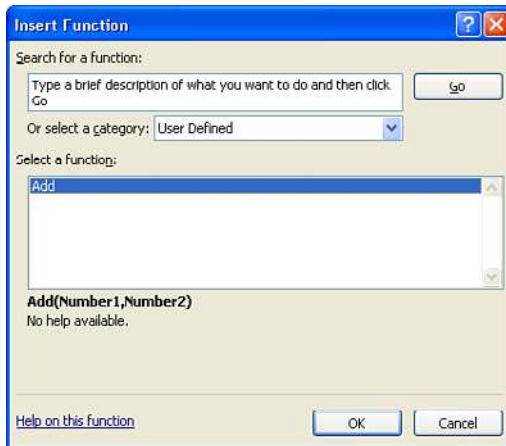 Insert Function
Search for a function:
Type a brief description of what you want to do and then click
Go
Go
Or select a category: User Defined
Select a function:
Add
Add(Number1,Number2)
No help available.
Help on this function
OK
Cancel